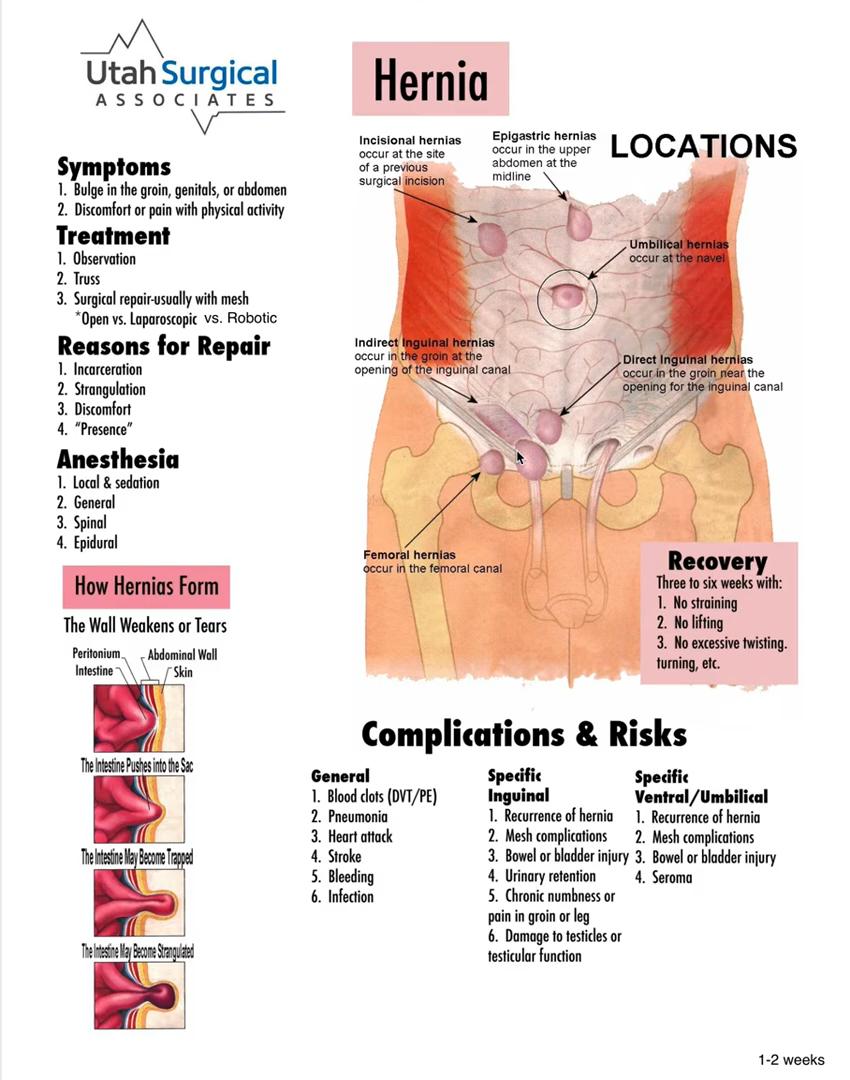 Utah Surgical
ASSOCIATES
Hernia
LOCATIONS
Symptoms
1. Bulge in the groin, genitals, or abdomen
2. Discomfort or pain with physical activity
Treatment
1. Observation
2. Truss
3. Surgical repair-usually with mesh
*Open vs. Laparoscopic vs. Robotic
Reasons for Repair
1. Incarceration
2. Strangulation
3. Discomfort
4. “Presence”
Anesthesia
1. Local & sedation
2. General
3. Spinal
4. Epidural
How Hernias Form
The Wall Weakens or Tears
Peritonium
Abdominal Wall
Intestine
Skin
The Intestine Pushes into the Sac
The Intestine May Become Trapped
The Intestine May Become Strangulated
Incisional hernias
occur at the site
of a previous
surgical incision
Epigastric hernias
occur in the upper
abdomen at the
midline
Umbilical hernias
occur at the navel
Indirect Inguinal hernias
occur in the groin at the
opening of the inguinal canal
Direct Inguinal hernias
occur in the groin near the
opening for the inguinal canal
Femoral hernias
occur in the femoral canal
Recovery
Three to six weeks with:
1. No straining
2. No lifting
3. No excessive twisting.
turning, etc.
Complications & Risks
General
1. Blood clots (DVT/PE)
2. Pneumonia
3. Heart attack
4. Stroke
5. Bleeding
6. Infection
Specific
Inguinal
1. Recurrence of hernia
2. Mesh complications
3. Bowel or bladder injury
4. Urinary retention
5. Chronic numbness or
pain in groin or leg
6. Damage to testicles or
testicular function
Specific
Ventral/Umbilical
1. Recurrence of hernia
2. Mesh complications
3. Bowel or bladder injury
4. Seroma
1-2 weeks